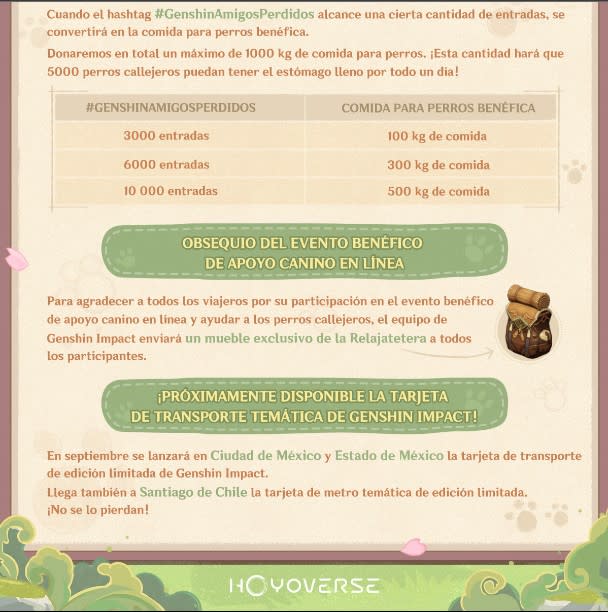 Cuando el hashtag #GenshinAmigosPerdidos alcance una cierta cantidad de entradas, se
convertirá en la comida para perros benéfica.
Donaremos en total un máximo de 1000 kg de comida para perros. ¡Esta cantidad hará que
5000 perros callejeros puedan tener el estómago lleno por todo un día!
#GENSHINAMIGOSPERDIDOS COMIDA PARA PERROS BENÉFICA
3000 entradas 100 kg de comida
6000 entradas 300 kg de comida
10 000 entradas 500 kg de comida
OBSEQUIO DEL EVENTO BENÉFICO
DE APOYO CANINO EN LÍNEA
Para agradecer a todos los viajeros por su participación en el evento benéfico
de apoyo canino en línea y ayudar a los perros callejeros, el equipo de
Genshin Impact enviará un mueble exclusivo de la Relajatetera a todos
los participantes.
¡PRÓXIMAMENTE DISPONIBLE LA TARJETA
DE TRANSPORTE TEMÁTICA DE GENSHIN IMPACT!
En septiembre se lanzará en Ciudad de México y Estado de México la tarjeta de transporte
de edición limitada de Genshin Impact.
Llega también a Santiago de Chile la tarjeta de metro temática de edición limitada.
¡No se lo pierdan!
HOYOVERSE